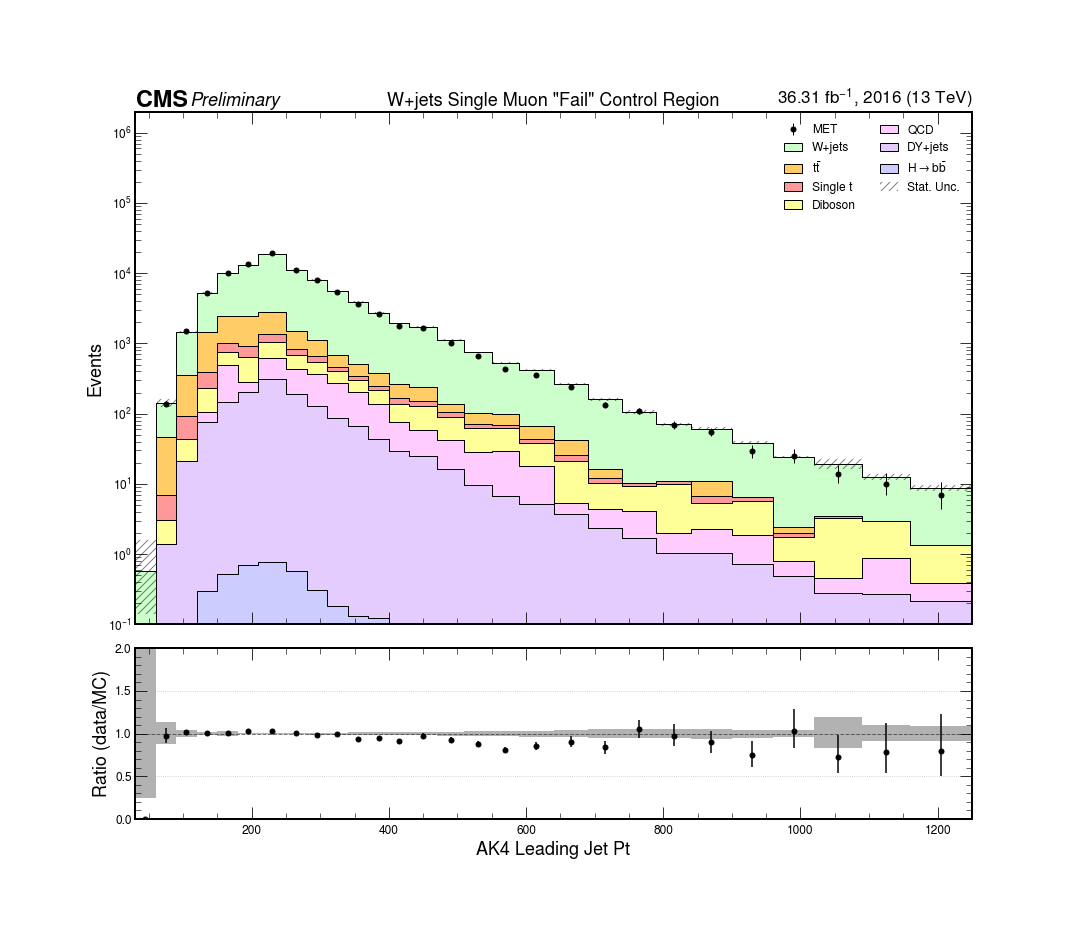 CMS Preliminary W+jets Single Muon "Fail" Control Region 36.31 fb⁻¹, 2016 (13 TeV)
MET QCD
W+jets DY+jets
tt̄ H→bb̄
Single t Stat. Unc.
Diboson
10⁶
10⁵
10⁴
10³
10²
10¹
10⁰
10⁻¹
Events
2.0
1.5
1.0
0.5
0.0
Ratio (data/MC)
200 400 600 800 1000 1200
AK4 Leading Jet Pt